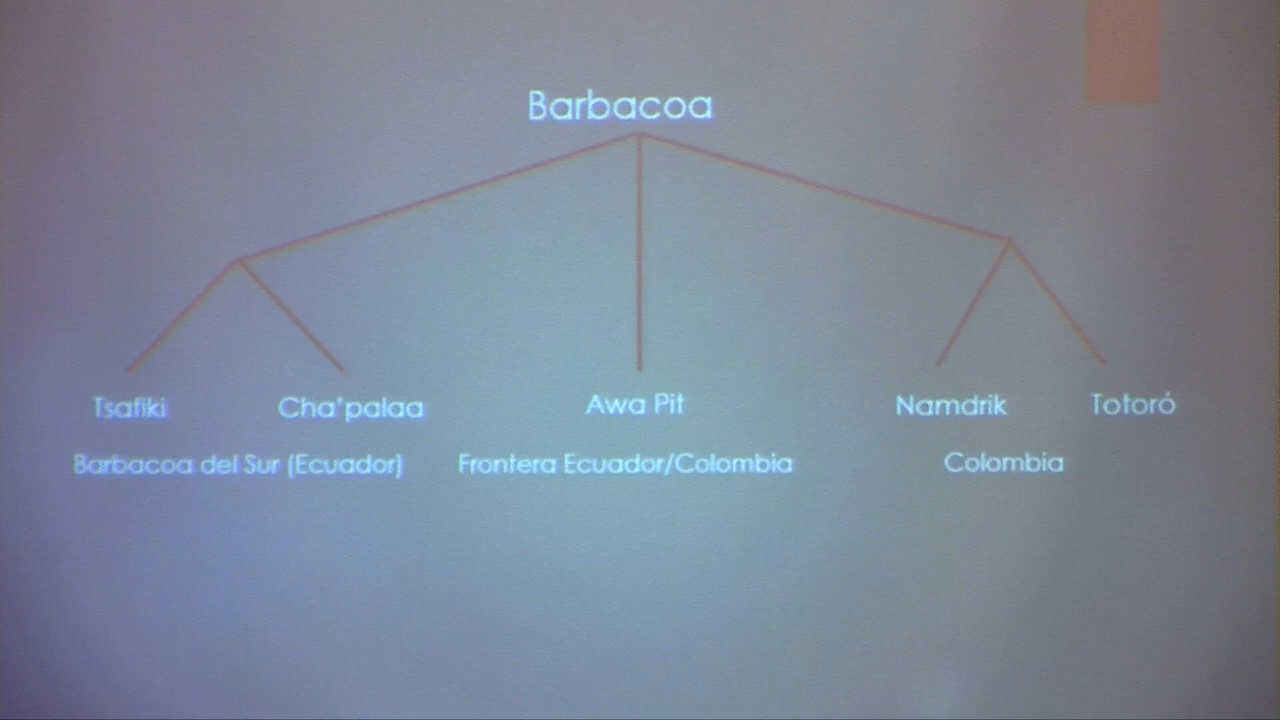 Barbacoa
Tsafiki Cha'palaa Awa Pit Namdrik Totoró
Barbacoa del Sur (Ecuador) Frontera Ecuador/Colombia Colombia